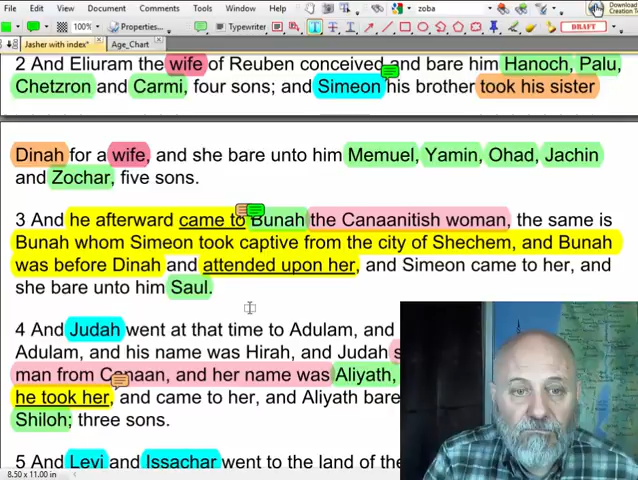 File Edit View Document Comments Tools Window Help zoba Download
Creation T
100% Properties... Typewriter DRAFT
Jasher with index* Age_Chart
2 And Eliuram the wife of Reuben conceived and bare him Hanoch, Palu,
Chetzron and Carmi, four sons; and Simeon his brother took his sister
Dinah for a wife, and she bare unto him Memuel, Yamin, Ohad, Jachin
and Zochar, five sons.
3 And he afterward came to Bunah the Canaanitish woman, the same is
Bunah whom Simeon took captive from the city of Shechem, and Bunah
was before Dinah and attended upon her, and Simeon came to her, and
she bare unto him Saul.
4 And Judah went at that time to Adulam, and
Adulam, and his name was Hirah, and Judah s
man from Canaan, and her name was Aliyath,
he took her, and came to her, and Aliyath bare
Shiloh; three sons.
5 And Levi and Issachar went to the land of the
8.50 x 11.00 in